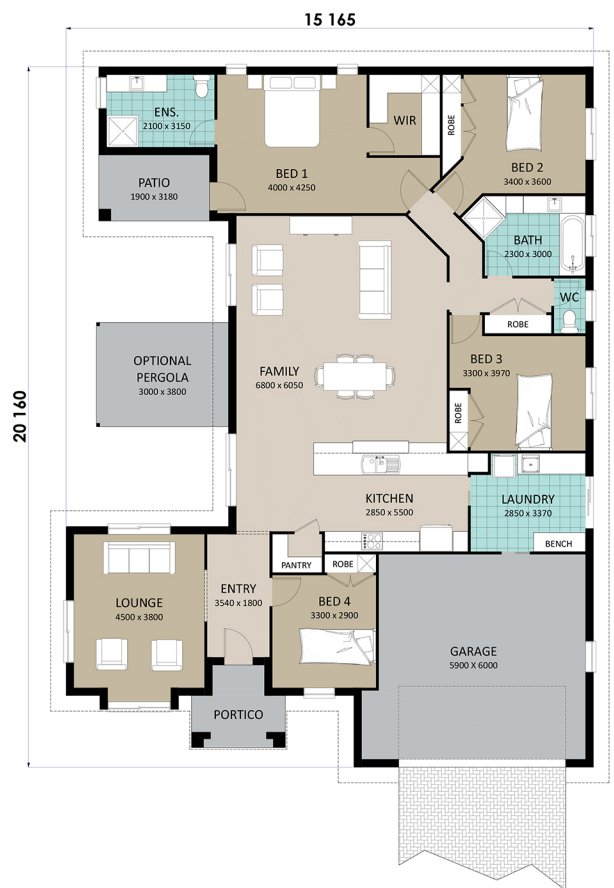 15 165
ENS.
2100 x 3150
WIR
ROBE
BED 1
4000 x 4250
BED 2
3400 x 3600
PATIO
1900 x 3180
BATH
2300 x 3000
WC
ROBE
OPTIONAL
PERGOLA
3000 x 3800
FAMILY
6800 x 6050
BED 3
3300 x 3970
ROBE
20 160
KITCHEN
2850 x 5500
LAUNDRY
2850 x 3370
BENCH
PANTRY
ROBE
ENTRY
3540 x 1800
LOUNGE
4500 x 3800
BED 4
3300 x 2900
GARAGE
5900 X 6000
PORTICO